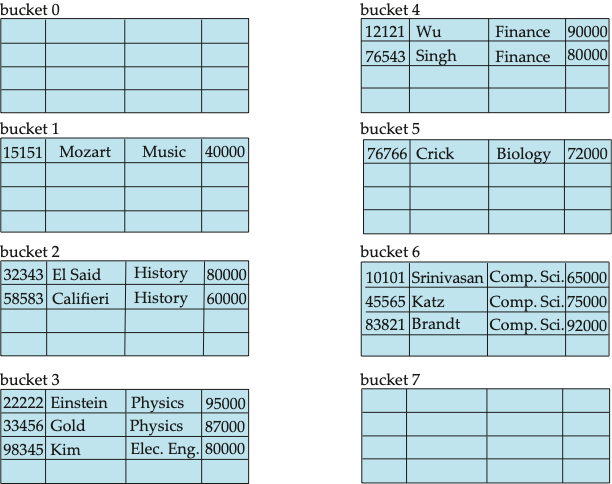 bucket 0
bucket 1
15151 Mozart Music 40000
bucket 2
32343 El Said History 80000
58583 Califieri History 60000
bucket 3
22222 Einstein Physics 95000
33456 Gold Physics 87000
98345 Kim Elec. Eng. 80000
bucket 4
12121 Wu Finance 90000
76543 Singh Finance 80000
bucket 5
76766 Crick Biology 72000
bucket 6
10101 Srinivasan Comp. Sci. 65000
45565 Katz Comp. Sci. 75000
83821 Brandt Comp. Sci. 92000
bucket 7